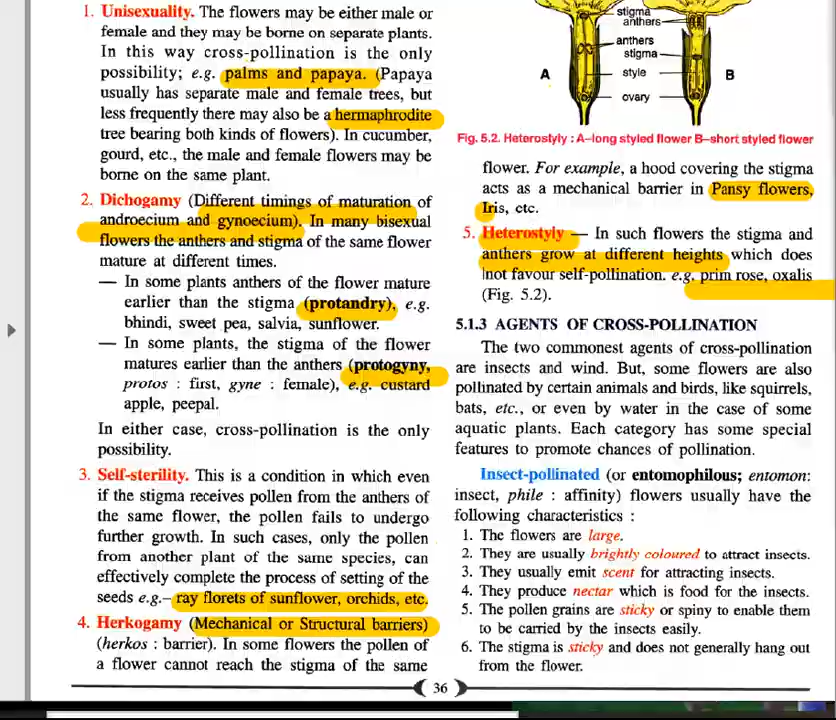 1. Unisexuality. The flowers may be either male or
female and they may be borne on separate plants.
In this way cross-pollination is the only
possibility; e.g. palms and papaya. (Papaya
usually has separate male and female trees, but
less frequently there may also be a hermaphrodite
tree bearing both kinds of flowers). In cucumber,
gourd, etc., the male and female flowers may be
borne on the same plant.
2. Dichogamy (Different timings of maturation of
androecium and gynoecium). In many bisexual
flowers the anthers and stigma of the same flower
mature at different times.
— In some plants anthers of the flower mature
earlier than the stigma (protandry), e.g.
bhindi, sweet pea, salvia, sunflower.
— In some plants, the stigma of the flower
matures earlier than the anthers (protogyny,
protos : first, gyne : female), e.g. custard
apple, peepal.
In either case, cross-pollination is the only
possibility.
3. Self-sterility. This is a condition in which even
if the stigma receives pollen from the anthers of
the same flower, the pollen fails to undergo
further growth. In such cases, only the pollen
from another plant of the same species, can
effectively complete the process of setting of the
seeds e.g.– ray florets of sunflower, orchids, etc.
4. Herkogamy (Mechanical or Structural barriers)
(herkos : barrier). In some flowers the pollen of
a flower cannot reach the stigma of the same
stigma
anthers
anthers
stigma
A style B
ovary
Fig. 5.2. Heterostyly : A–long styled flower B–short styled flower
flower. For example, a hood covering the stigma
acts as a mechanical barrier in Pansy flowers,
Iris, etc.
5. Heterostyly — In such flowers the stigma and
anthers grow at different heights which does
not favour self-pollination. e.g. prim rose, oxalis
(Fig. 5.2).
5.1.3 AGENTS OF CROSS-POLLINATION
The two commonest agents of cross-pollination
are insects and wind. But, some flowers are also
pollinated by certain animals and birds, like squirrels,
bats, etc., or even by water in the case of some
aquatic plants. Each category has some special
features to promote chances of pollination.
Insect-pollinated (or entomophilous; entomon:
insect, phile : affinity) flowers usually have the
following characteristics :
1. The flowers are large.
2. They are usually brightly coloured to attract insects.
3. They usually emit scent for attracting insects.
4. They produce nectar which is food for the insects.
5. The pollen grains are sticky or spiny to enable them
to be carried by the insects easily.
6. The stigma is sticky and does not generally hang out
from the flower.
36